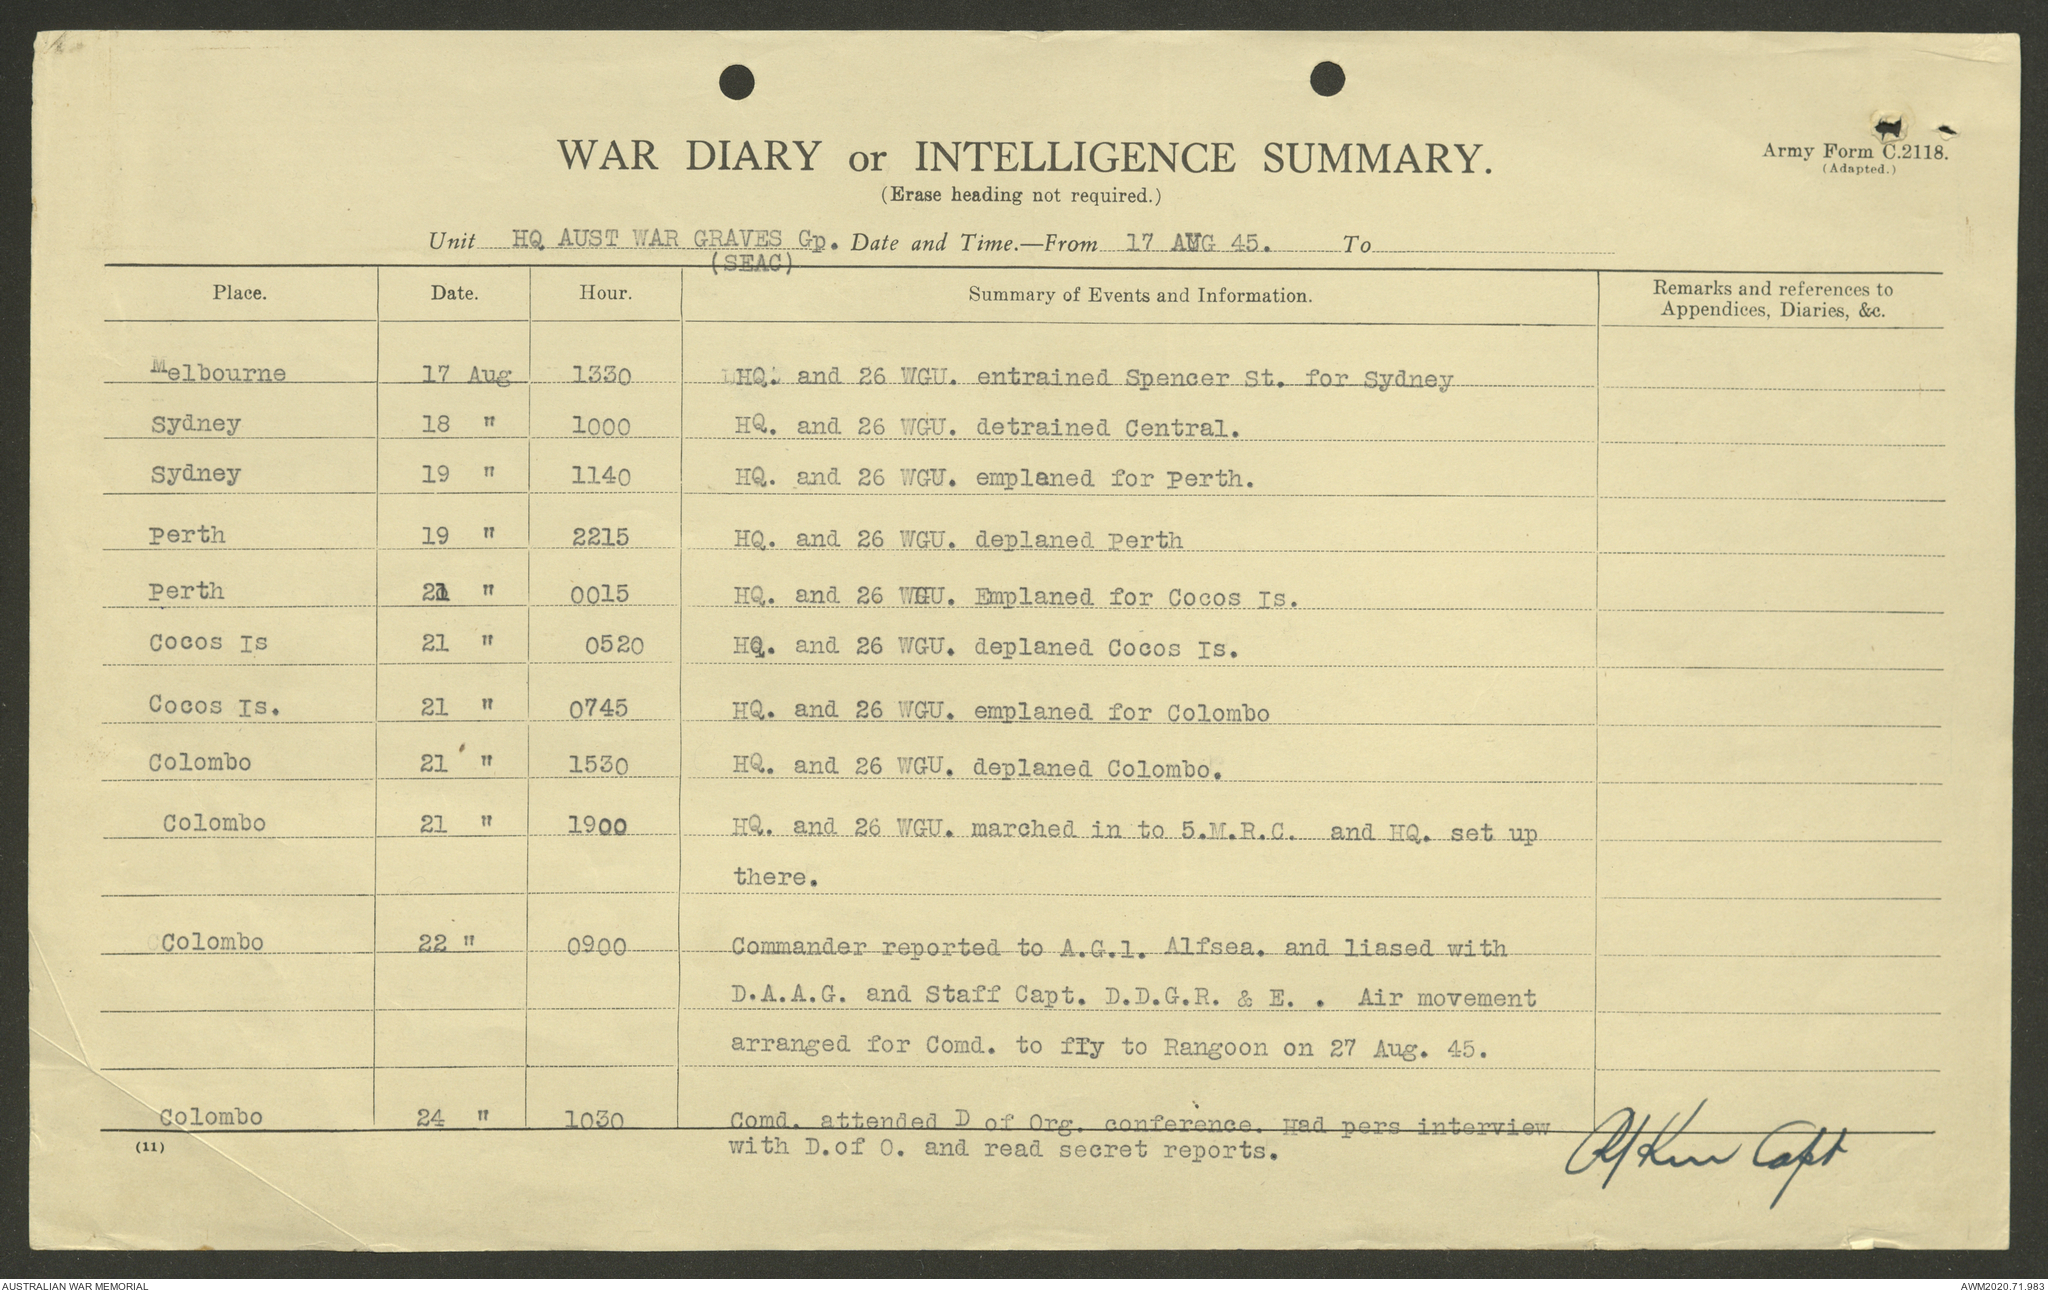 WAR DIARY or INTELLIGENCE SUMMARY.
Army Form C.2118.
(Adapted.)
(Erase heading not required.)
Unit HQ AUST WAR GRAVES Gp. Date and Time.—From 17 AUG 45. To
(SEAC)
Place. Date. Hour. Summary of Events and Information. Remarks and references to
Appendices, Diaries, &c.
Melbourne 17 Aug 1330 HQ. and 26 WGU. entrained Spencer St. for Sydney
Sydney 18 " 1000 HQ. and 26 WGU. detrained Central.
Sydney 19 " 1140 HQ. and 26 WGU. emplaned for Perth.
Perth 19 " 2215 HQ. and 26 WGU. deplaned Perth
Perth 21 " 0015 HQ. and 26 WGU. Emplaned for Cocos Is.
Cocos Is 21 " 0520 HQ. and 26 WGU. deplaned Cocos Is.
Cocos Is. 21 " 0745 HQ. and 26 WGU. emplaned for Colombo
Colombo 21 " 1530 HQ. and 26 WGU. deplaned Colombo.
Colombo 21 " 1900 HQ. and 26 WGU. marched in to 5.M.R.C. and HQ. set up
there.
Colombo 22 " 0900 Commander reported to A.G.1. Alfsea. and liased with
D.A.A.G. and Staff Capt. D.D.G.R. & E. . Air movement
arranged for Comd. to fly to Rangoon on 27 Aug. 45.
Colombo 24 " 1030 Comd. attended D of Org. conference. Had pers interview
with D.of O. and read secret reports.
(11)
Capt
AUSTRALIAN WAR MEMORIAL
AWM2020.71.983